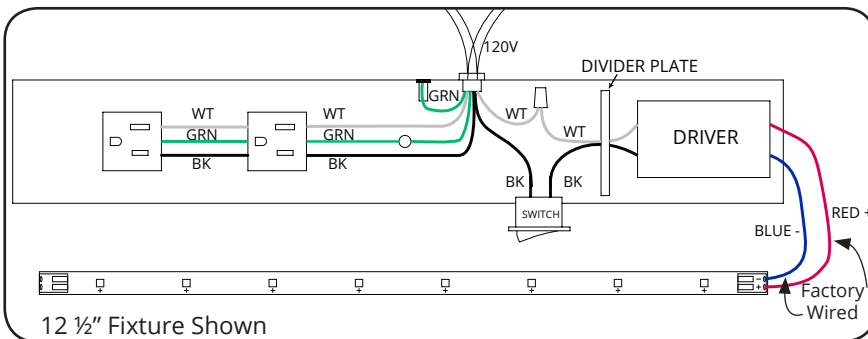 120V
DIVIDER PLATE
GRN
WT
WT
WT
WT
GRN
GRN
BK
BK
DRIVER
BK
BK
SWITCH
RED +
BLUE -
- 
+
+ + + + + + + +
Factory
Wired
12 ½” Fixture Shown